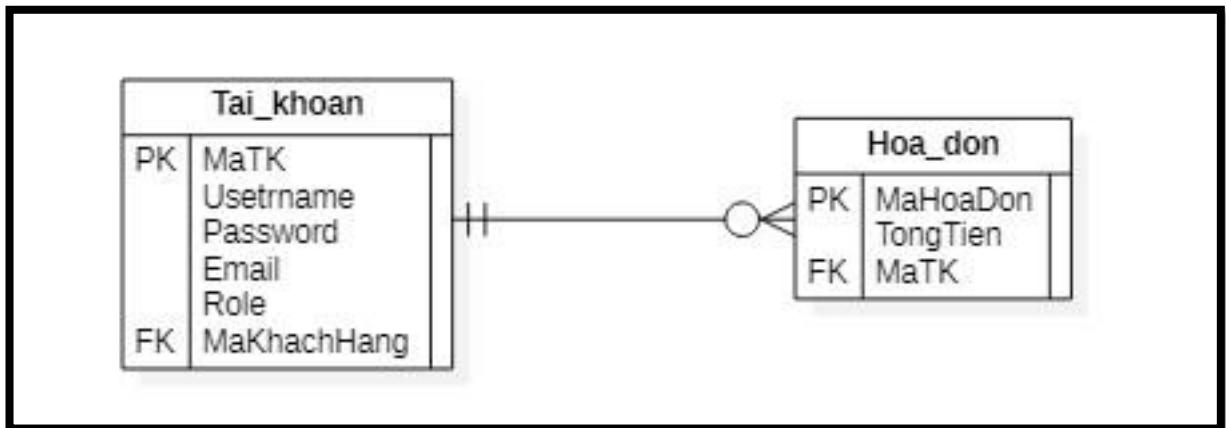 Tai_khoan
PK MaTK
Usetrname
Password
Email
Role
FK MaKhachHang
Hoa_don
PK MaHoaDon
TongTien
FK MaTK